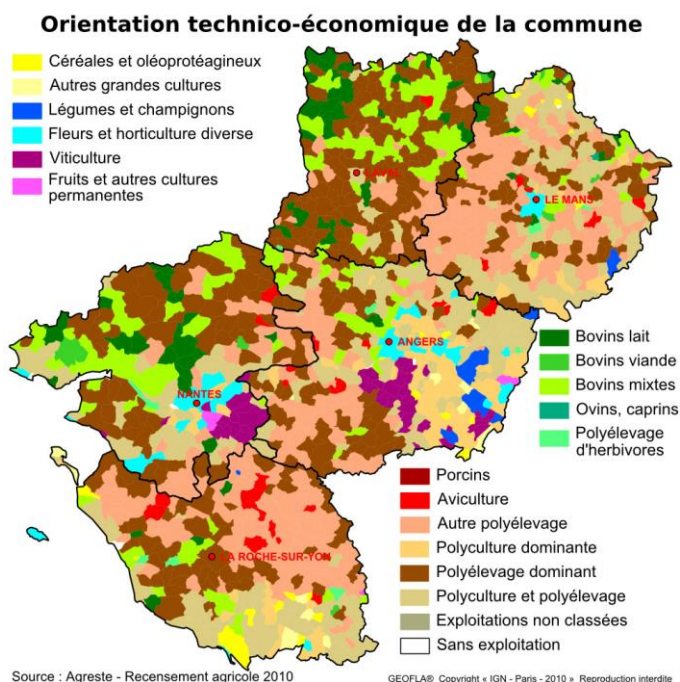 Orientation technico-économique de la commune
Céréales et oléoprotéagineux
Autres grandes cultures
Légumes et champignons
Fleurs et horticulture diverse
Viticulture
Fruits et autres cultures
permanentes
LAVAL
LE MANS
ANGERS
NANTES
LA ROCHE-SUR-YON
Bovins lait
Bovins viande
Bovins mixtes
Ovins, caprins
Polyélevage
d'herbivores
Porcins
Aviculture
Autre polyélevage
Polyculture dominante
Polyélevage dominant
Polyculture et polyélevage
Exploitations non classées
Sans exploitation
Source : Agreste - Recensement agricole 2010
GEOFLA® Copyright « IGN - Paris - 2010 » Reproduction interdite